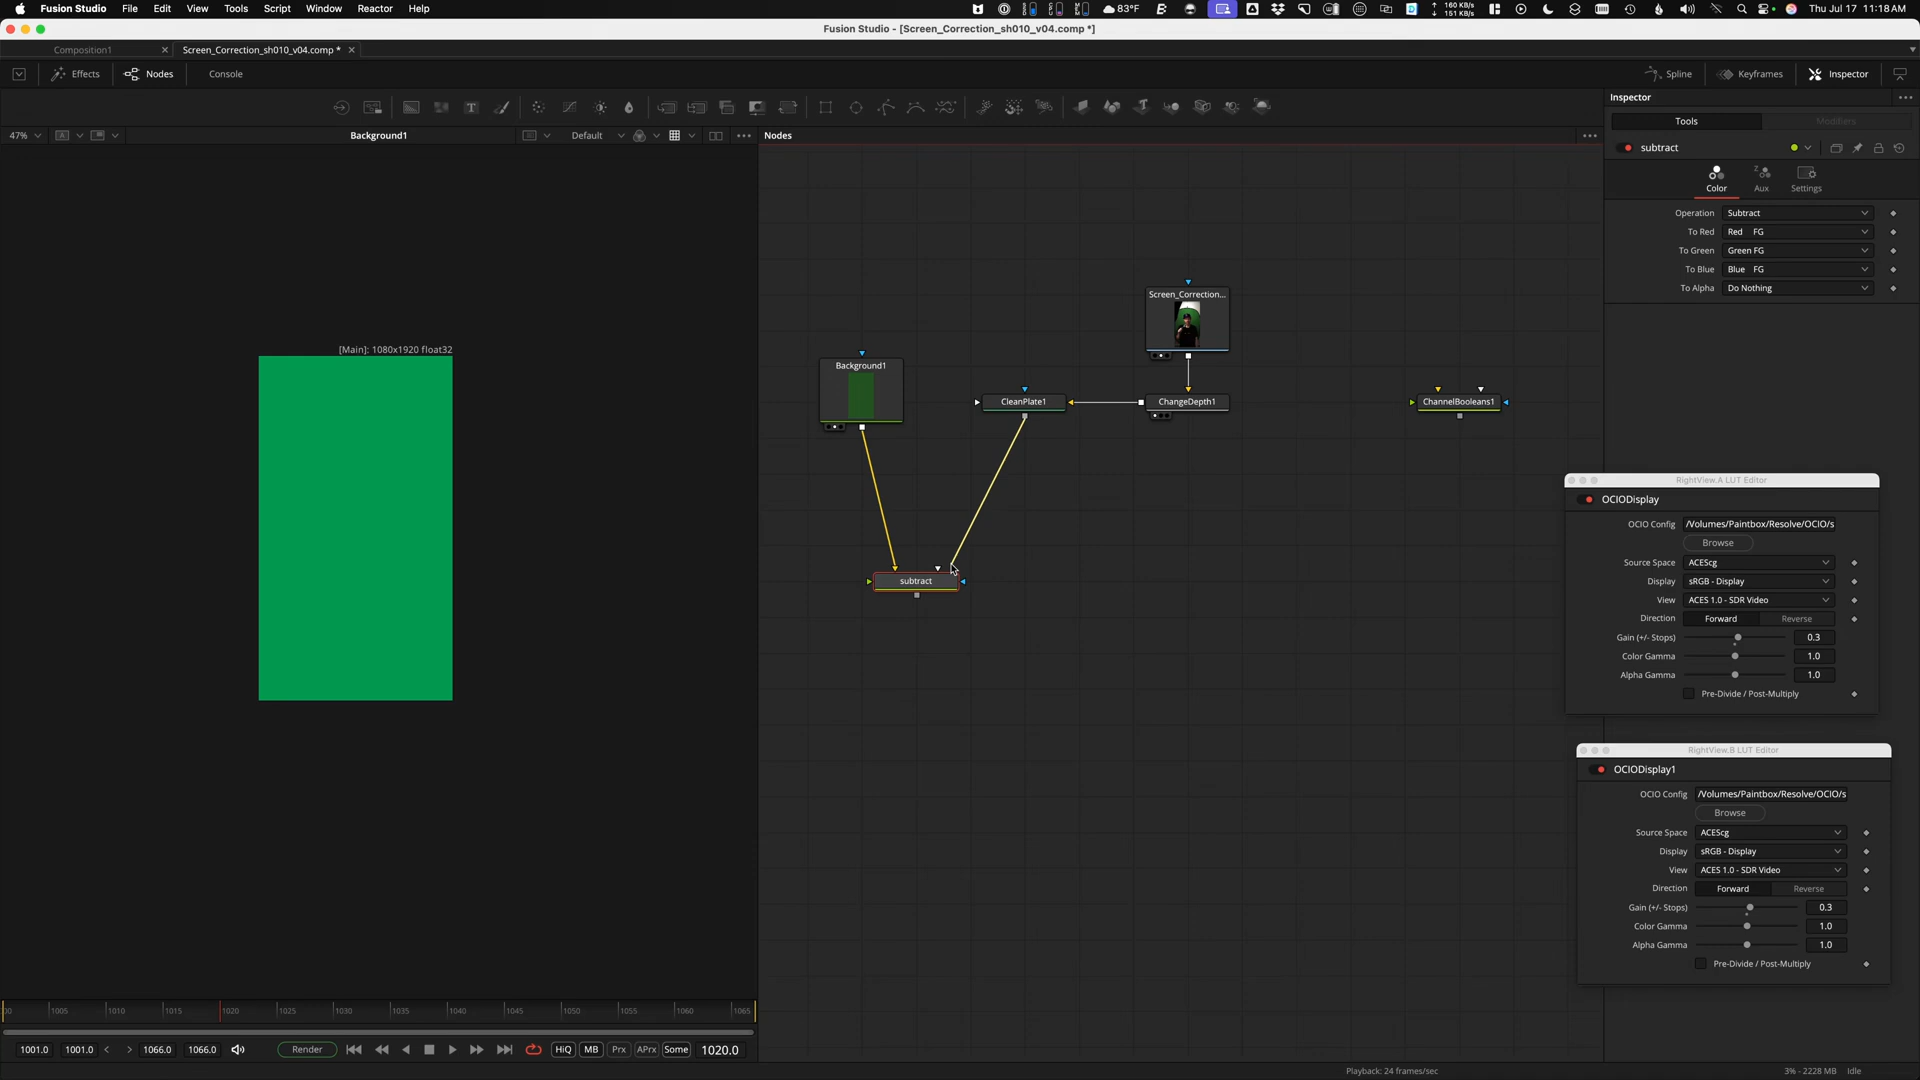 Fusion Studio File Edit View Tools Script Window Reactor Help
83°F 160 KB/s 151 KB/s Thu Jul 17 11:18 AM
Fusion Studio - [Screen_Correction_sh010_v04.comp *]
Composition1 Screen_Correction_sh010_v04.comp *
Effects Nodes Console Spline Keyframes Inspector
47% Background1 Default
[Main]: 1080x1920 float32
Nodes
Screen_Correction...
Background1
CleanPlate1
ChangeDepth1
ChannelBooleans1
subtract
Inspector
Tools Modifiers
subtract
Color Aux Settings
Operation Subtract
To Red Red FG
To Green Green FG
To Blue Blue FG
To Alpha Do Nothing
RightView.A LUT Editor
OCIODisplay
OCIO Config /Volumes/Paintbox/Resolve/OCIO/s
Browse
Source Space ACEScg
Display sRGB - Display
View ACES 1.0 - SDR Video
Direction Forward Reverse
Gain (+/- Stops) 0.3
Color Gamma 1.0
Alpha Gamma 1.0
Pre-Divide / Post-Multiply
RightView.B LUT Editor
OCIODisplay1
OCIO Config /Volumes/Paintbox/Resolve/OCIO/s
Browse
Source Space ACEScg
Display sRGB - Display
View ACES 1.0 - SDR Video
Direction Forward Reverse
Gain (+/- Stops) 0.3
Color Gamma 1.0
Alpha Gamma 1.0
Pre-Divide / Post-Multiply
1005 1010 1015 1020 1025 1030 1035 1040 1045 1050 1055 1060 1065
1001.0 1001.0 1066.0 1066.0 Render HiQ MB Prx APrx Some 1020.0
Playback: 24 frames/sec 3% - 2228 MB Idle